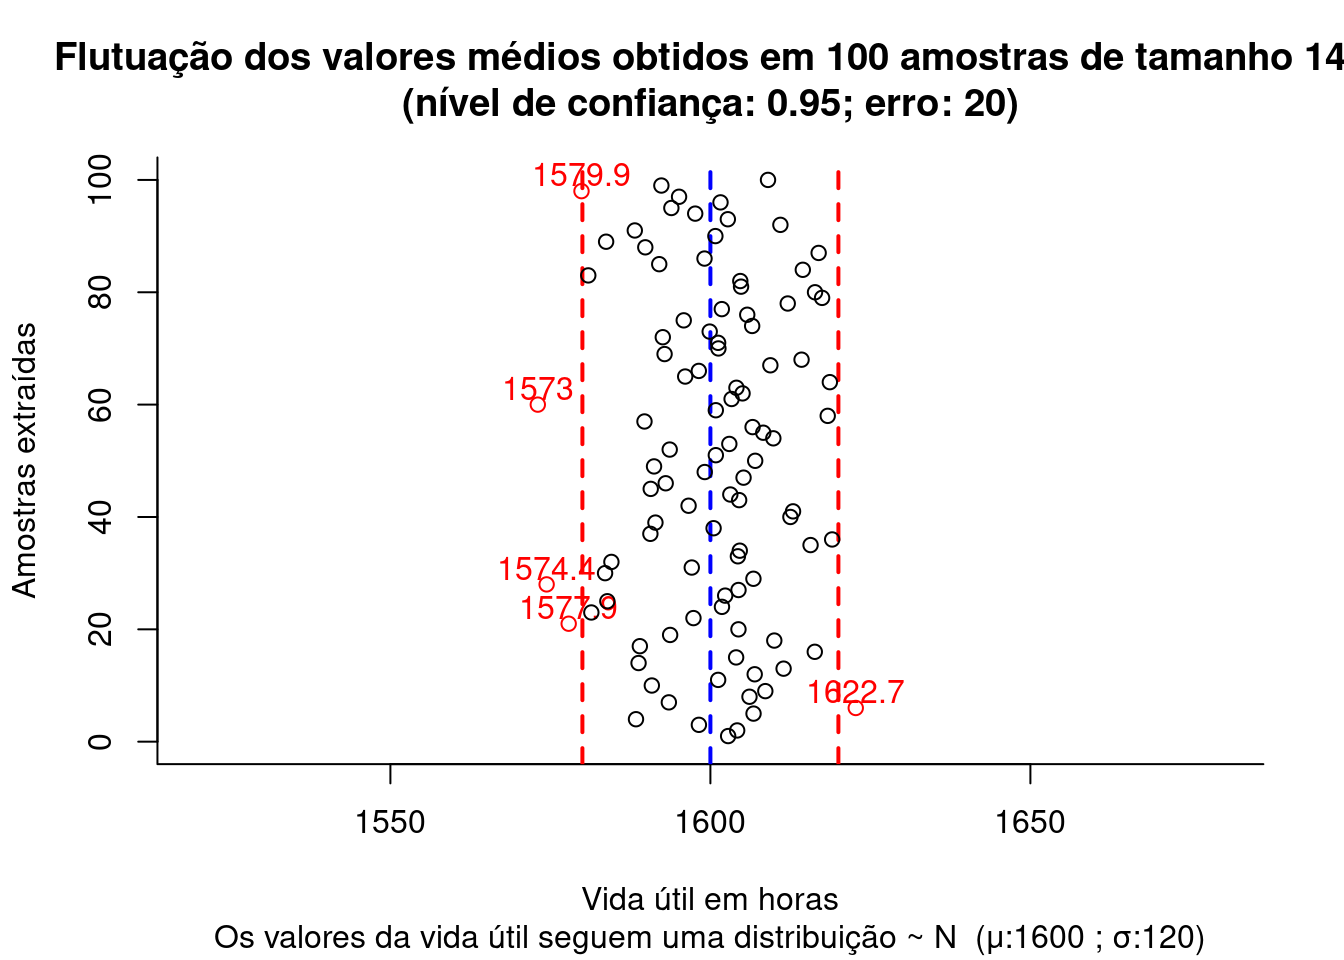 Flutuação dos valores médios obtidos em 100 amostras de tamanho 14
(nível de confiança: 0.95; erro: 20)
Amostras extraídas
100
80
60
40
20
0
1579.9
1573
1574.4
1577.9
1622.7
1550
1600
1650
Vida útil em horas
Os valores da vida útil seguem uma distribuição ~ N (μ:1600 ; σ:120)